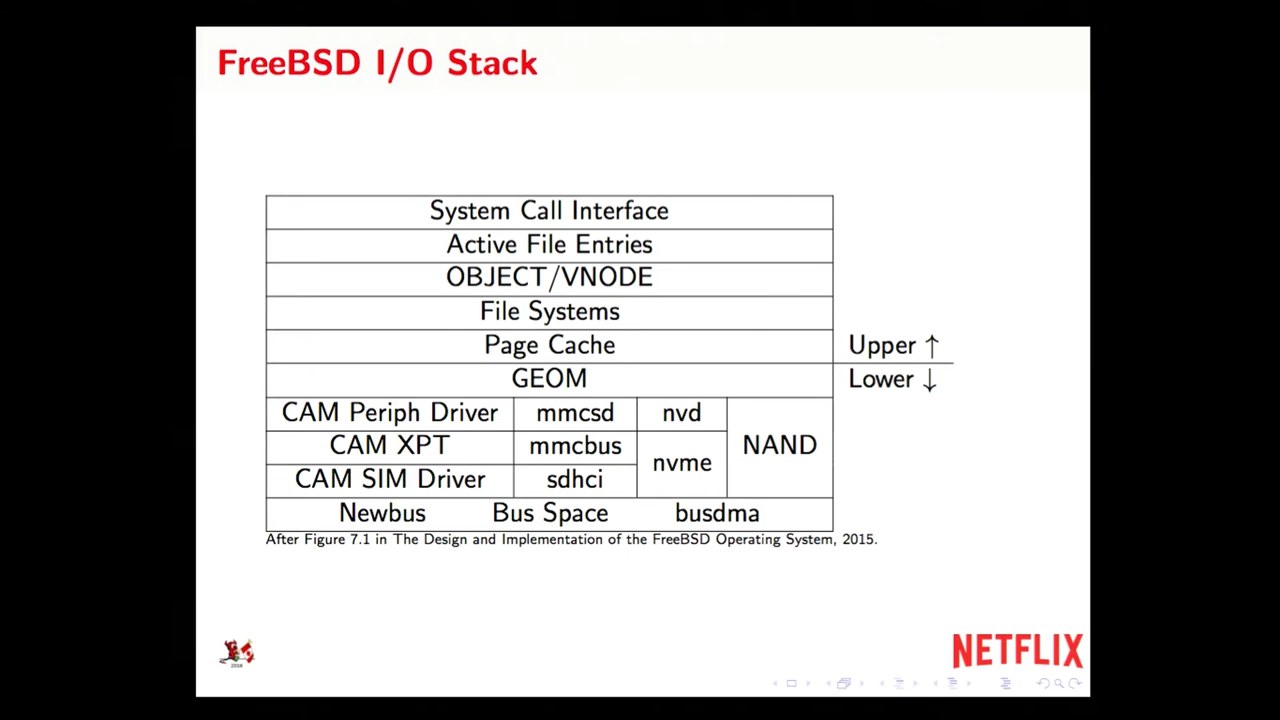 FreeBSD I/O Stack
System Call Interface
Active File Entries
OBJECT/VNODE
File Systems
Page Cache
Upper ↑
GEOM
Lower ↓
CAM Periph Driver mmcsd nvd
CAM XPT mmcbus nvme NAND
CAM SIM Driver sdhci
Newbus Bus Space busdma
After Figure 7.1 in The Design and Implementation of the FreeBSD Operating System, 2015.
2016
NETFLIX